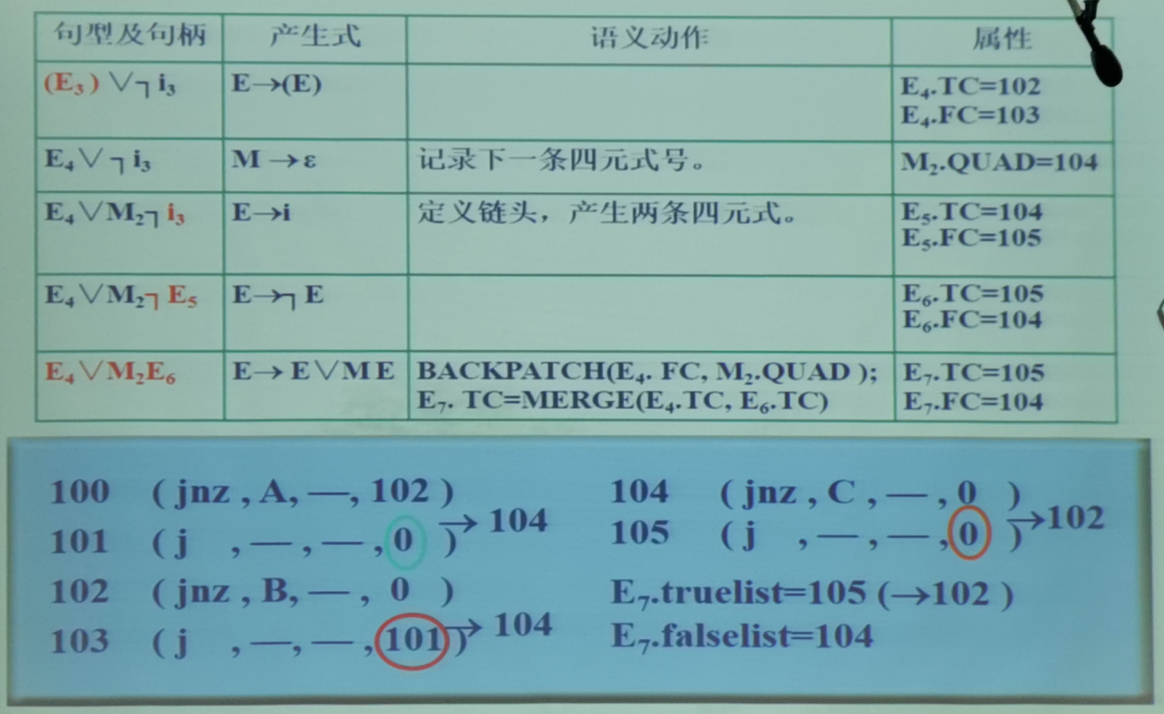 句型及句柄 产生式 语义动作 属性
(E₃) ∨┐i₃ E→(E) E₄.TC=102
E₄.FC=103
E₄∨┐i₃ M→ε 记录下一条四元式号。 M₂.QUAD=104
E₄∨M₂┐i₃ E→i 定义链头，产生两条四元式。 E₅.TC=104
E₅.FC=105
E₄∨M₂┐E₅ E→┐E E₆.TC=105
E₆.FC=104
E₄∨M₂E₆ E→E∨ME BACKPATCH(E₄.FC, M₂.QUAD); E₇.TC=105
E₇.TC=MERGE(E₄.TC, E₆.TC) E₇.FC=104
100 (jnz, A, —, 102)
101 (j , —, —, 0) →104
102 (jnz, B, —, 0)
103 (j , —, —, 101) →104
104 (jnz, C, —, 0)
105 (j , —, —, 0) →102
E₇.truelist=105 (→102)
E₇.falselist=104